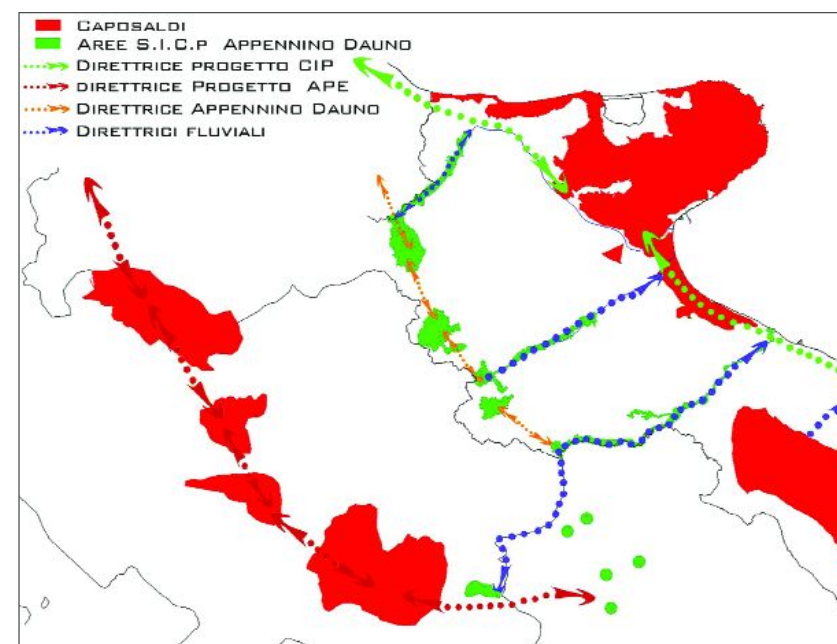 Caposaldi
Aree S.I.C.p Appennino Dauno
Direttrice progetto CIP
direttrice Progetto APE
Direttrice Appennino Dauno
Direttrici fluviali